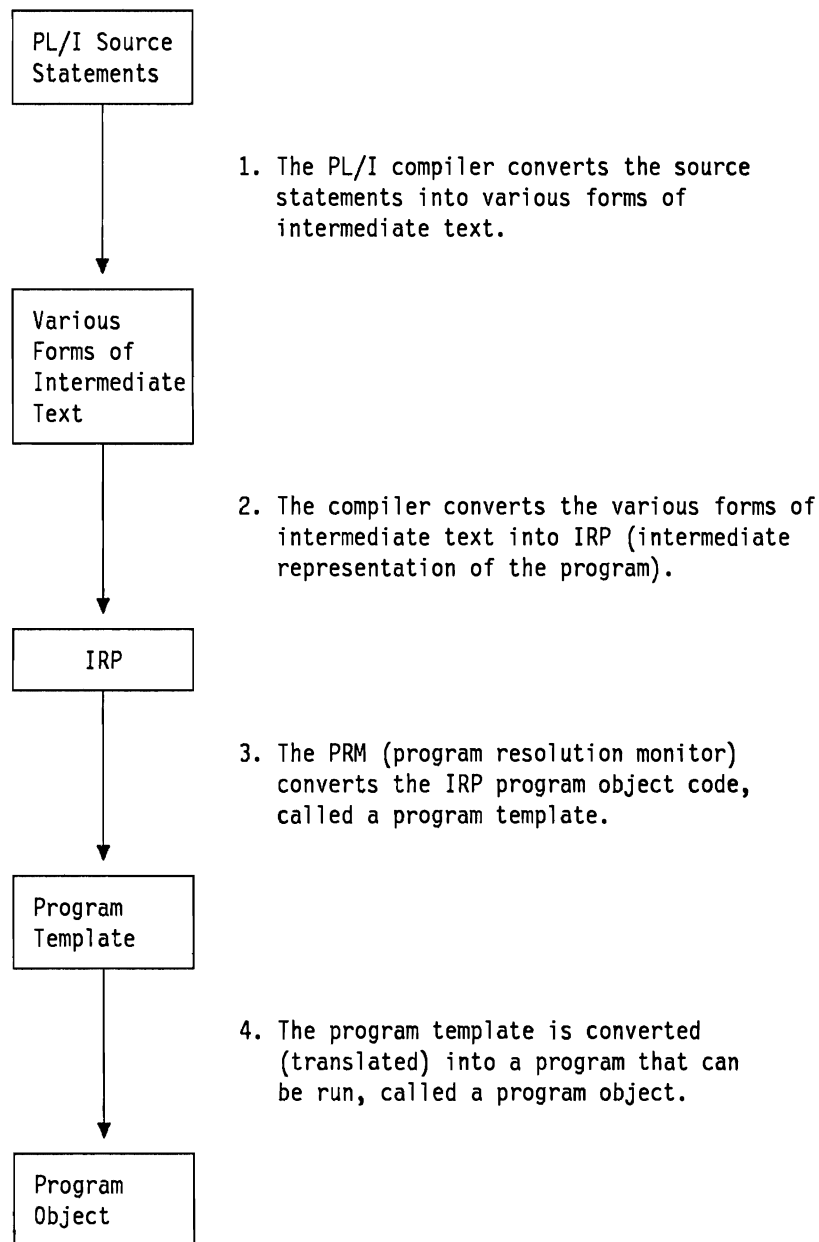 PL/I Source
Statements
1. The PL/I compiler converts the source
statements into various forms of
intermediate text.
Various
Forms of
Intermediate
Text
2. The compiler converts the various forms of
intermediate text into IRP (intermediate
representation of the program).
IRP
3. The PRM (program resolution monitor)
converts the IRP program object code,
called a program template.
Program
Template
4. The program template is converted
(translated) into a program that can
be run, called a program object.
Program
Object